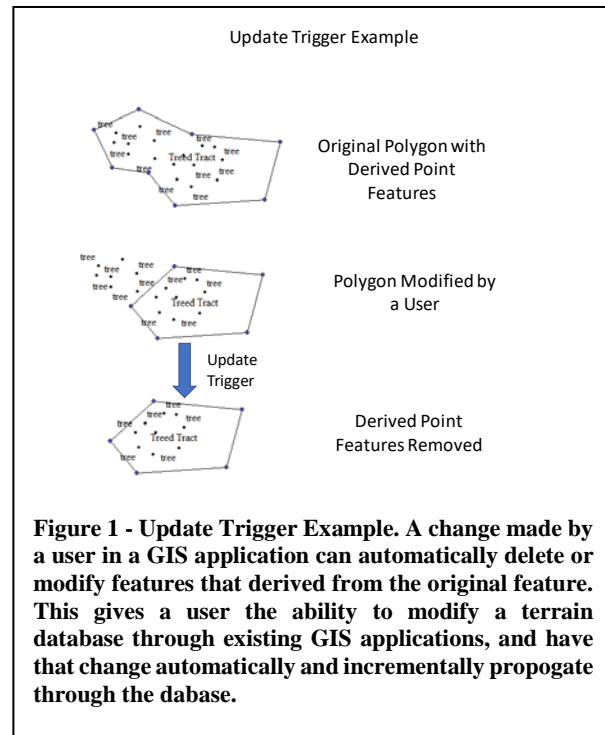 Update Trigger Example
tree
tree
tree
tree
tree
tree
Treed Tract
tree
tree
tree
tree
tree
Original Polygon with
Derived Point
Features
tree
tree
tree
tree
tree
tree
tree
tree
tree
Treed Tract
tree
tree
Polygon Modified by
a User
Update
Trigger
tree
tree
tree
tree
Treed Tract
tree
tree
Derived Point
Features Removed
Figure 1 - Update Trigger Example. A change made by
a user in a GIS application can automatically delete or
modify features that derived from the original feature.
This gives a user the ability to modify a terrain
database through existing GIS applications, and have
that change automatically and incrementally propogate
through the dabase.